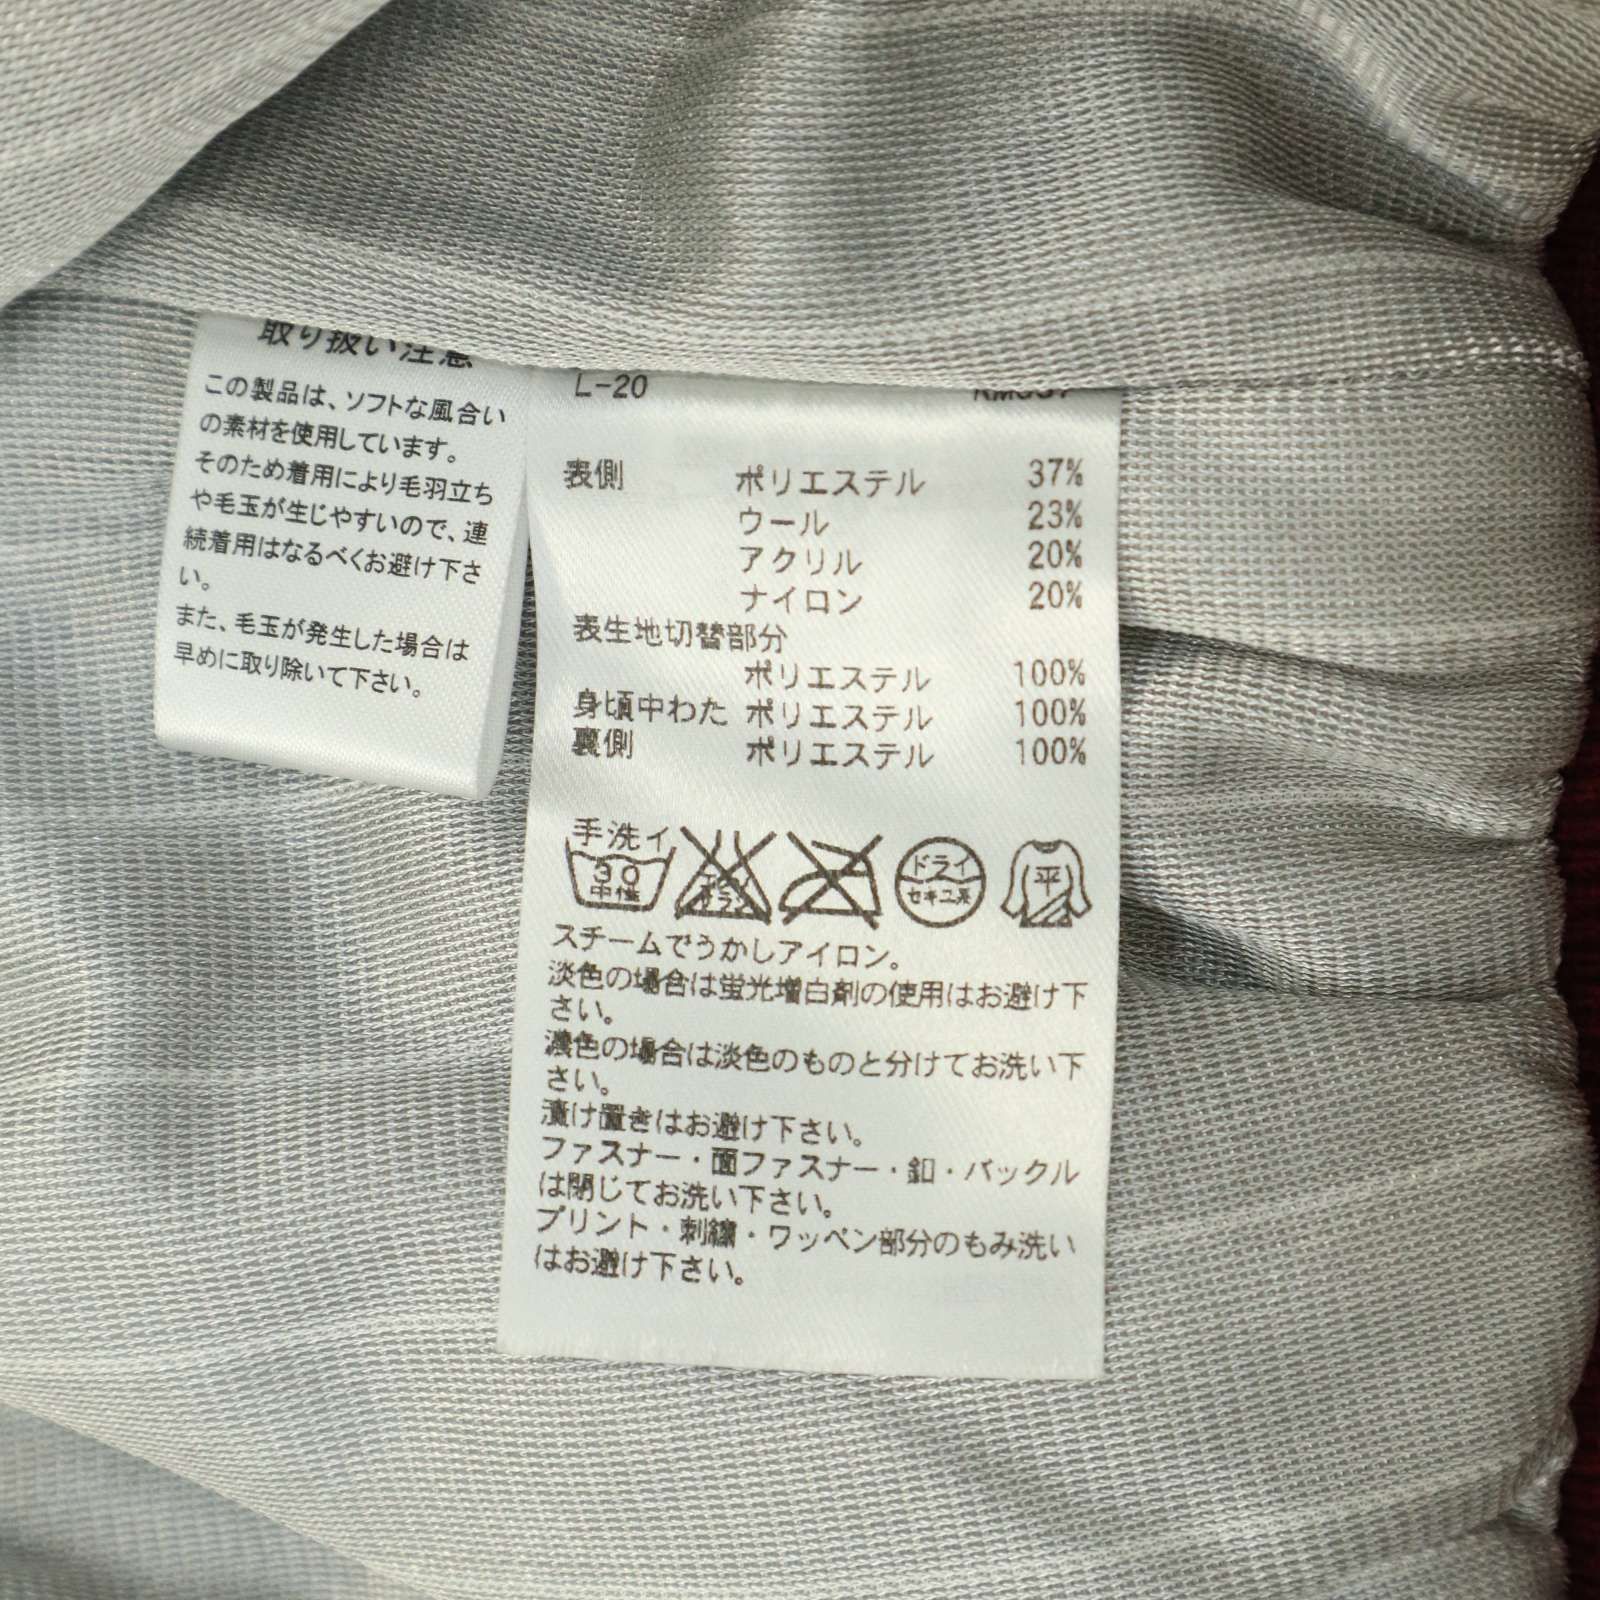 取り扱い注意
この製品は、ソフトな風合い
の素材を使用しています。
そのため着用により毛羽立ち
や毛玉が生じやすいので、連
続着用はなるべくお避け下さ
い。
また、毛玉が発生した場合は
早めに取り除いて下さい。
L-20
表側 ポリエステル 37%
ウール 23%
アクリル 20%
ナイロン 20%
表生地切替部分
ポリエステル 100%
身頃中わた ポリエステル 100%
裏側 ポリエステル 100%
手洗イ
30
中性
ドライ
セキユ系
平
スチームでうかしアイロン。
淡色の場合は蛍光増白剤の使用はお避け下
さい。
濃色の場合は淡色のものと分けてお洗い下
さい。
漬け置きはお避け下さい。
ファスナー・面ファスナー・釦・バックル
は閉じてお洗い下さい。
プリント・刺繍・ワッペン部分のもみ洗い
はお避け下さい。